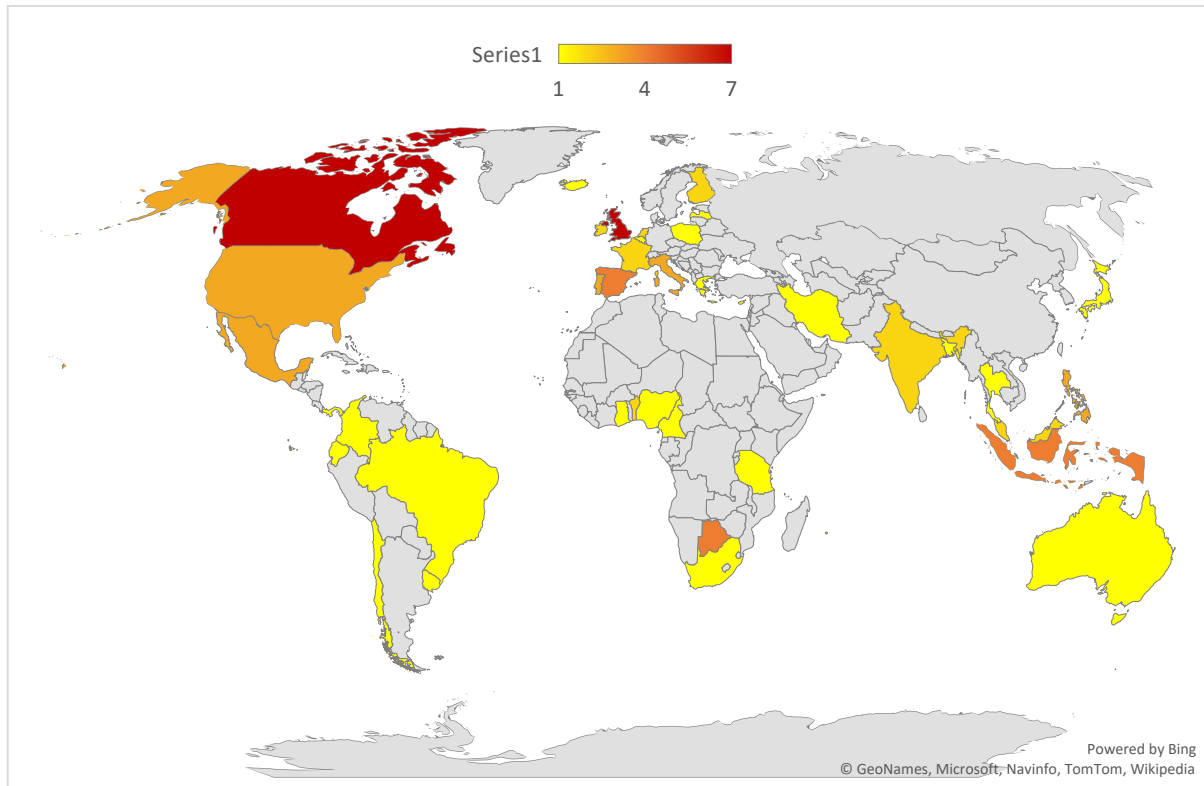 Series1
1 4 7
Powered by Bing
© GeoNames, Microsoft, Navinfo, TomTom, Wikipedia